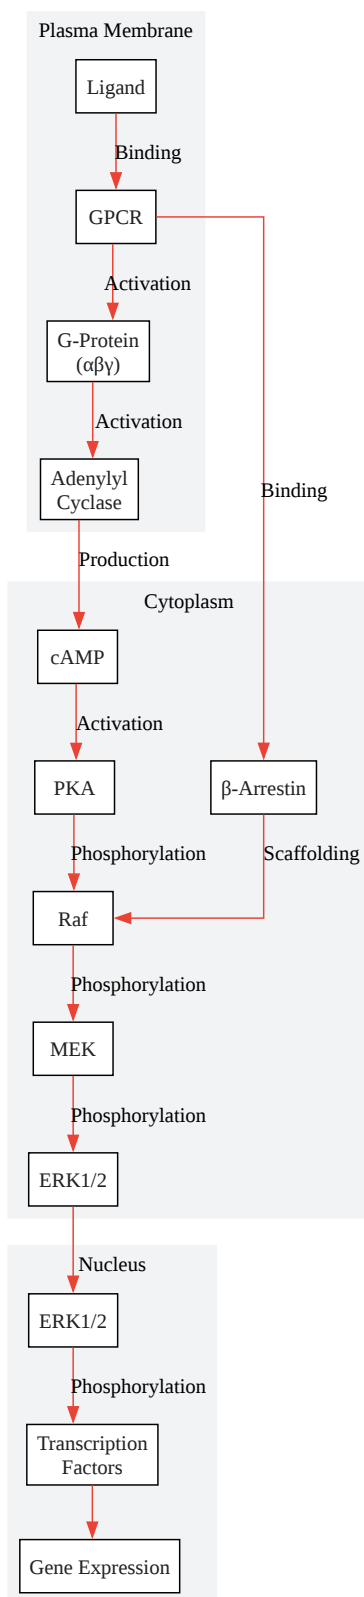 Plasma Membrane
Ligand
Binding
GPCR
Activation
G-Protein
(αβγ)
Activation
Adenylyl
Cyclase
Binding
Production
Cytoplasm
cAMP
Activation
PKA
β-Arrestin
Phosphorylation
Scaffolding
Raf
Phosphorylation
MEK
Phosphorylation
ERK1/2
Nucleus
ERK1/2
Phosphorylation
Transcription
Factors
Gene Expression